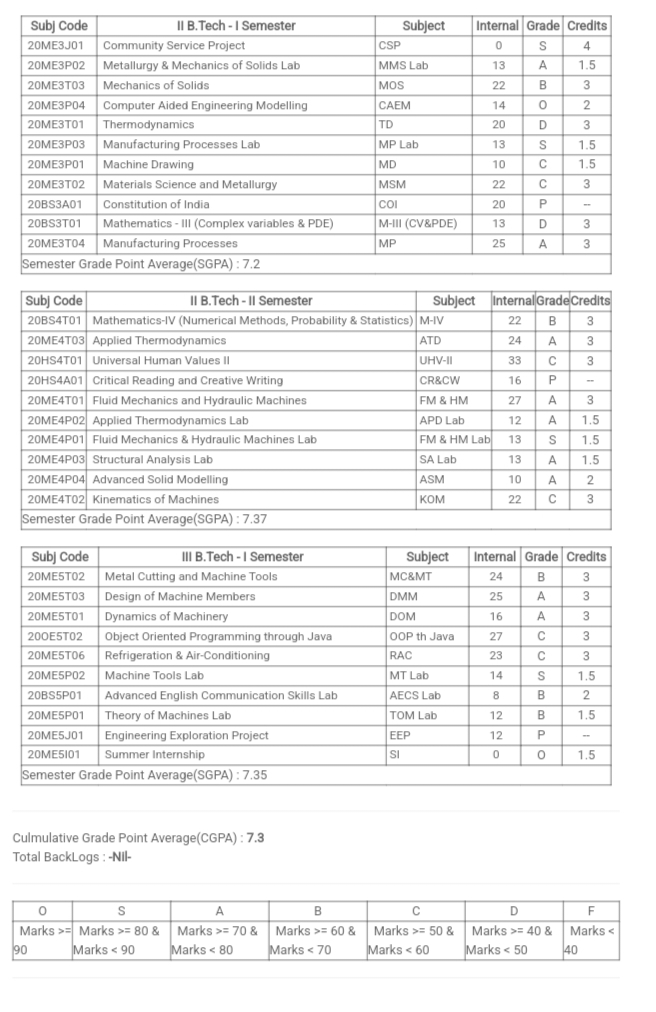 Subj Code II B.Tech - I Semester Subject Internal Grade Credits
20ME3J01 Community Service Project CSP 0 S 4
20ME3P02 Metallurgy & Mechanics of Solids Lab MMS Lab 13 A 1.5
20ME3T03 Mechanics of Solids MOS 22 B 3
20ME3P04 Computer Aided Engineering Modelling CAEM 14 O 2
20ME3T01 Thermodynamics TD 20 D 3
20ME3P03 Manufacturing Processes Lab MP Lab 13 S 1.5
20ME3P01 Machine Drawing MD 10 C 1.5
20ME3T02 Materials Science and Metallurgy MSM 22 C 3
20BS3A01 Constitution of India COI 20 P --
20BS3T01 Mathematics - III (Complex variables & PDE) M-III (CV&PDE) 13 D 3
20ME3T04 Manufacturing Processes MP 25 A 3
Semester Grade Point Average(SGPA) : 7.2
Subj Code II B.Tech - II Semester Subject Internal Grade Credits
20BS4T01 Mathematics-IV (Numerical Methods, Probability & Statistics) M-IV 22 B 3
20ME4T03 Applied Thermodynamics ATD 24 A 3
20HS4T01 Universal Human Values II UHV-II 33 C 3
20HS4A01 Critical Reading and Creative Writing CR&CW 16 P --
20ME4T01 Fluid Mechanics and Hydraulic Machines FM & HM 27 A 3
20ME4P02 Applied Thermodynamics Lab APD Lab 12 A 1.5
20ME4P01 Fluid Mechanics & Hydraulic Machines Lab FM & HM Lab 13 S 1.5
20ME4P03 Structural Analysis Lab SA Lab 13 A 1.5
20ME4P04 Advanced Solid Modelling ASM 10 A 2
20ME4T02 Kinematics of Machines KOM 22 C 3
Semester Grade Point Average(SGPA) : 7.37
Subj Code III B.Tech - I Semester Subject Internal Grade Credits
20ME5T02 Metal Cutting and Machine Tools MC&MT 24 B 3
20ME5T03 Design of Machine Members DMM 25 A 3
20ME5T01 Dynamics of Machinery DOM 16 A 3
20OE5T02 Object Oriented Programming through Java OOP th Java 27 C 3
20ME5T06 Refrigeration & Air-Conditioning RAC 23 C 3
20ME5P02 Machine Tools Lab MT Lab 14 S 1.5
20BS5P01 Advanced English Communication Skills Lab AECS Lab 8 B 2
20ME5P01 Theory of Machines Lab TOM Lab 12 B 1.5
20ME5J01 Engineering Exploration Project EEP 12 P --
20ME5I01 Summer Internship SI 0 O 1.5
Semester Grade Point Average(SGPA) : 7.35
Culmulative Grade Point Average(CGPA) : 7.3
Total BackLogs : -Nil-
O S A B C D F
Marks >= Marks >= 80 & Marks >= 70 & Marks >= 60 & Marks >= 50 & Marks >= 40 & Marks <
90 Marks < 90 Marks < 80 Marks < 70 Marks < 60 Marks < 50 40